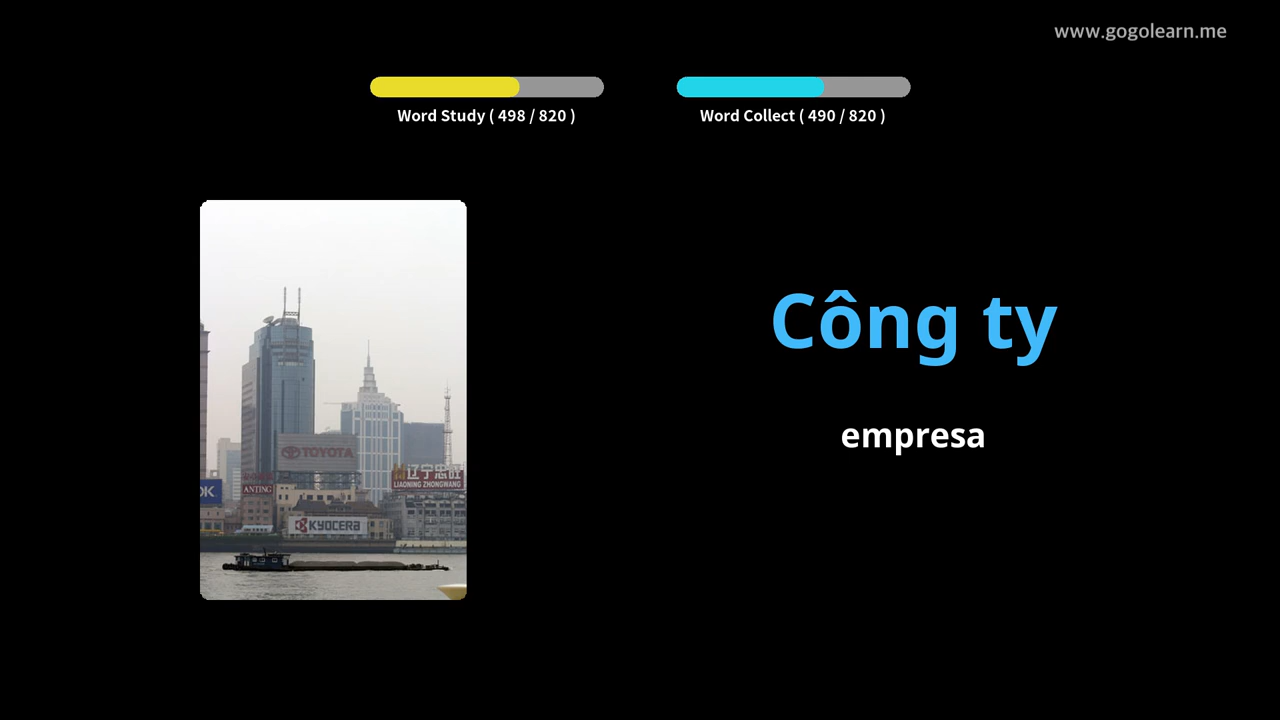 www.gogolearn.me
Word Study ( 498 / 820 )
Word Collect ( 490 / 820 )
Công ty
empresa
TOYOTA
辽宁忠旺
LIAONING ZHONGWANG
OK
ANTING
KYOCERA